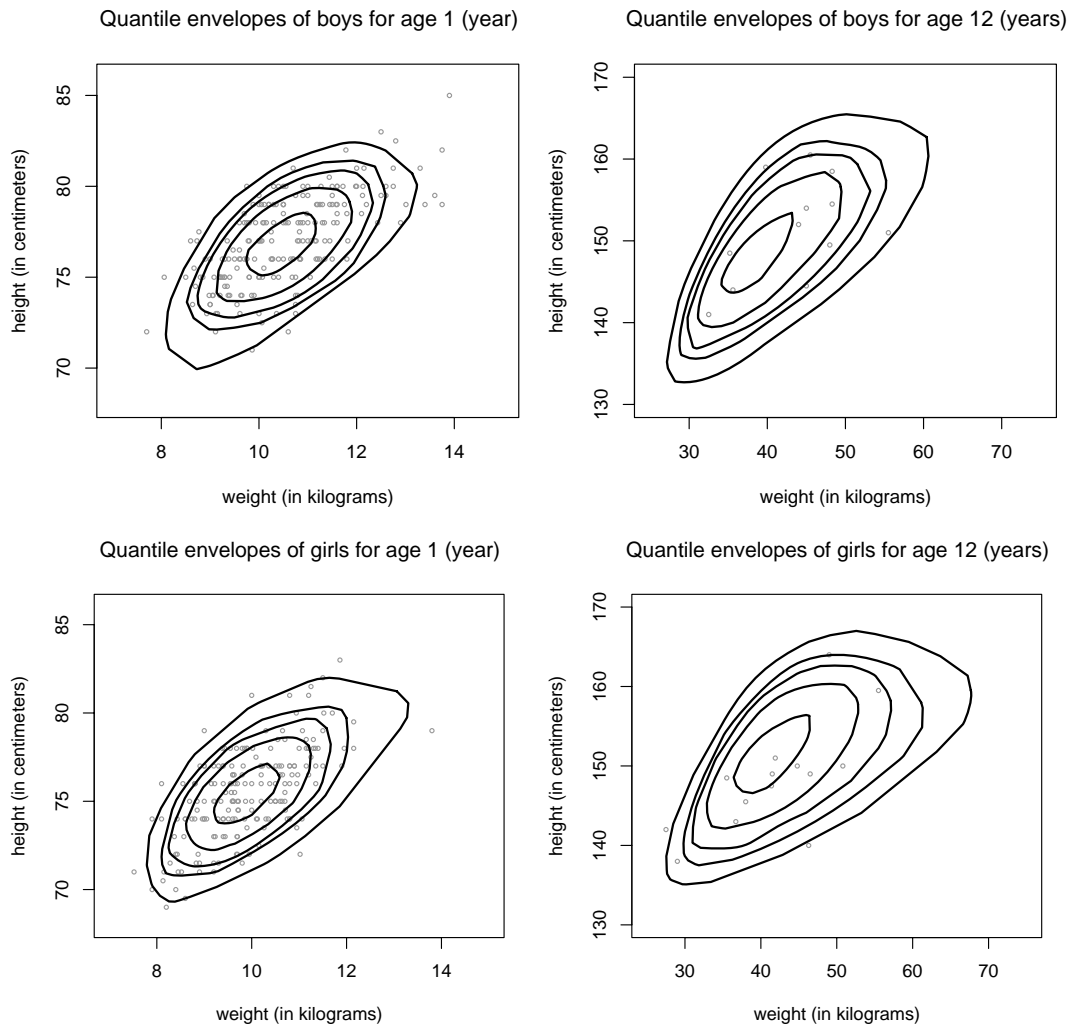 Quantile envelopes of boys for age 1 (year)
height (in centimeters)
85
80
75
70
8 10 12 14
weight (in kilograms)
Quantile envelopes of boys for age 12 (years)
height (in centimeters)
170
160
150
140
130
30 40 50 60 70
weight (in kilograms)
Quantile envelopes of girls for age 1 (year)
height (in centimeters)
85
80
75
70
8 10 12 14
weight (in kilograms)
Quantile envelopes of girls for age 12 (years)
height (in centimeters)
170
160
150
140
130
30 40 50 60 70
weight (in kilograms)